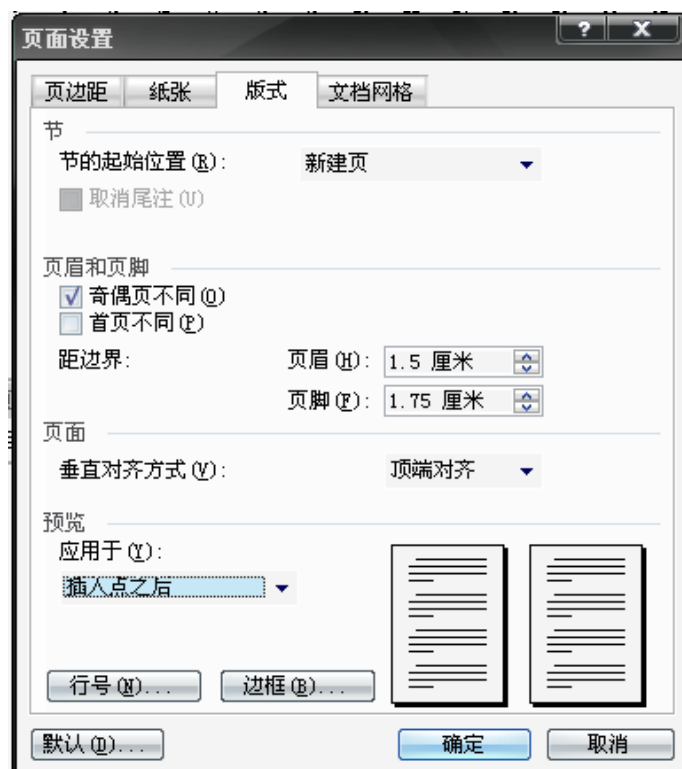 页面设置
? X
页边距 纸张 版式 文档网格
节
节的起始位置(R): 新建页
取消尾注(U)
页眉和页脚
奇偶页不同(O)
首页不同(P)
距边界: 页眉(H): 1.5 厘米
页脚(F): 1.75 厘米
页面
垂直对齐方式(V): 顶端对齐
预览
应用于(Y):
插入点之后
行号(N)... 边框(B)...
默认(D)... 确定 取消